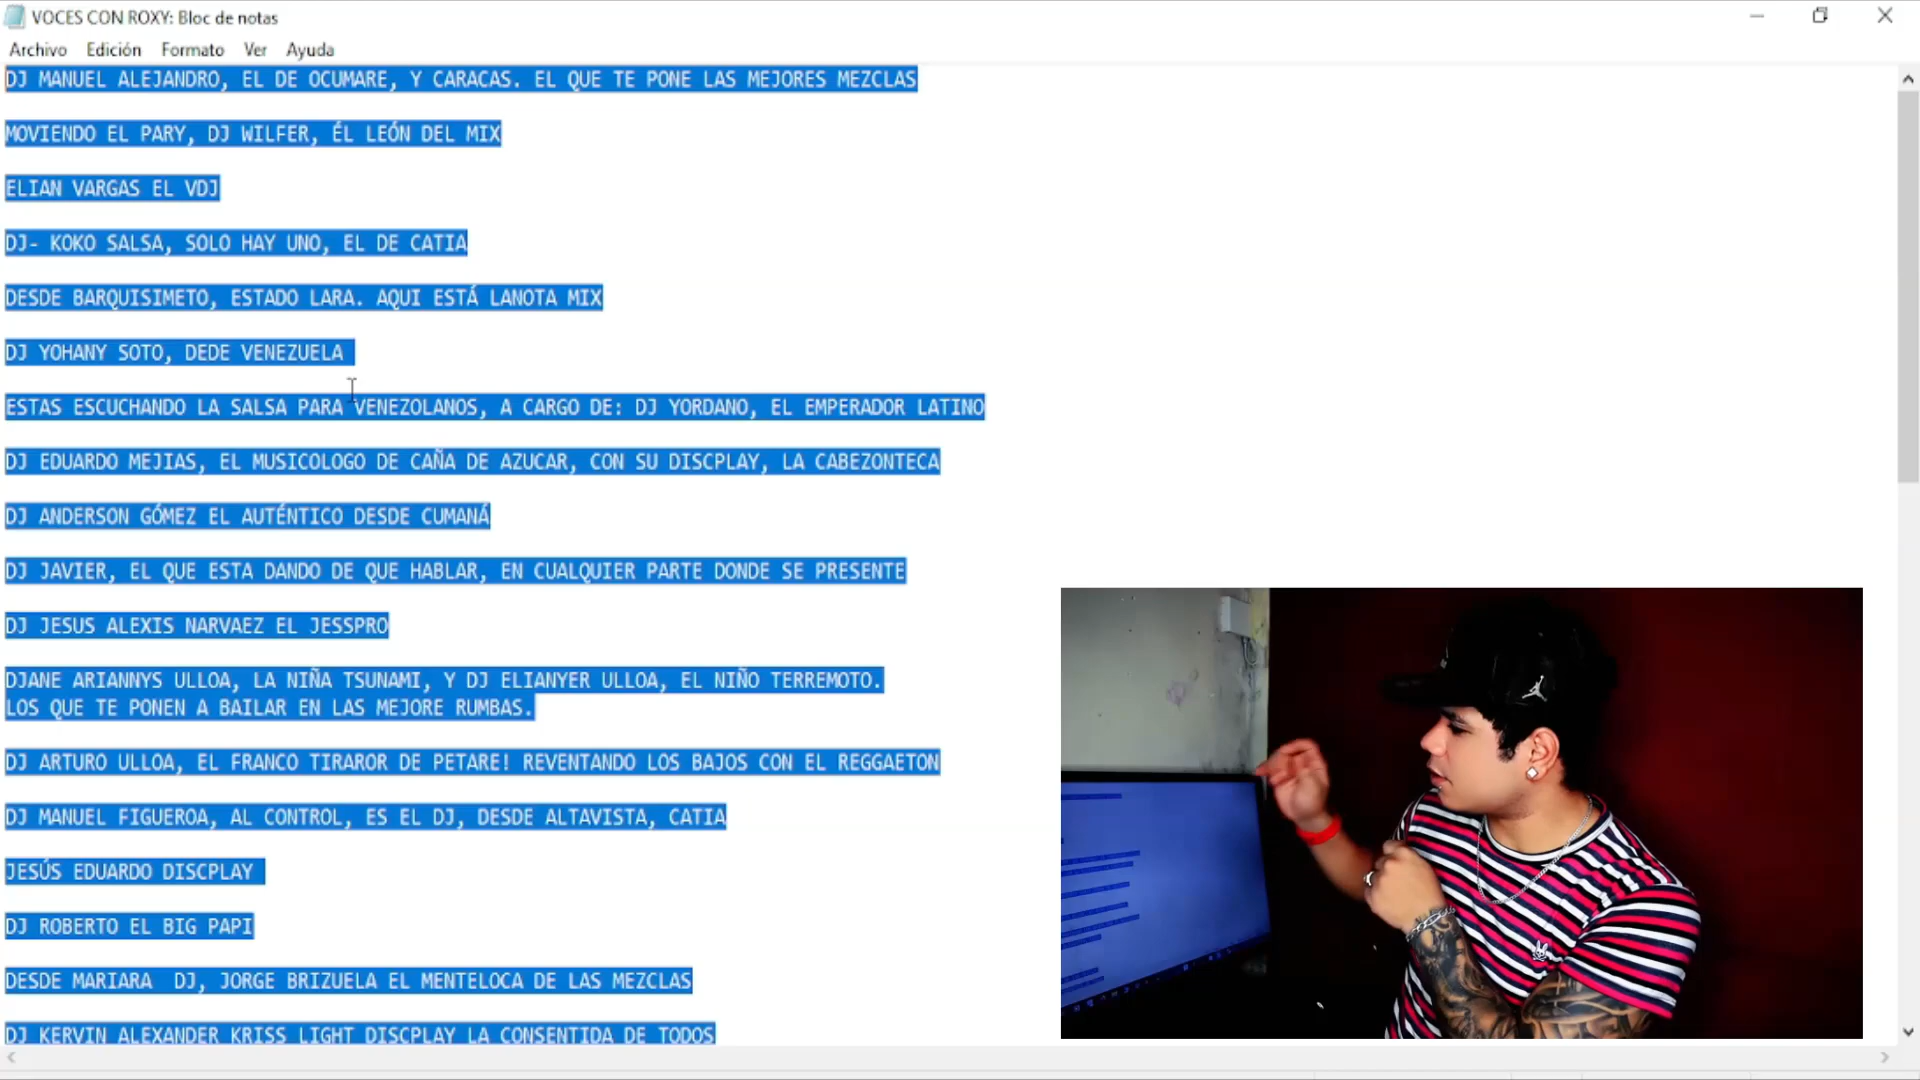 VOCES CON ROXY: Bloc de notas
Archivo Edición Formato Ver Ayuda
DJ MANUEL ALEJANDRO, EL DE OCUMARE, Y CARACAS. EL QUE TE PONE LAS MEJORES MEZCLAS
MOVIENDO EL PARY, DJ WILFER, ÉL LEÓN DEL MIX
ELIAN VARGAS EL VDJ
DJ- KOKO SALSA, SOLO HAY UNO, EL DE CATIA
DESDE BARQUISIMETO, ESTADO LARA. AQUI ESTÁ LANOTA MIX
DJ YOHANY SOTO, DEDE VENEZUELA
ESTAS ESCUCHANDO LA SALSA PARA VENEZOLANOS, A CARGO DE: DJ YORDANO, EL EMPERADOR LATINO
DJ EDUARDO MEJIAS, EL MUSICOLOGO DE CAÑA DE AZUCAR, CON SU DISCPLAY, LA CABEZONTECA
DJ ANDERSON GÓMEZ EL AUTÉNTICO DESDE CUMANÁ
DJ JAVIER, EL QUE ESTA DANDO DE QUE HABLAR, EN CUALQUIER PARTE DONDE SE PRESENTE
DJ JESUS ALEXIS NARVAEZ EL JESSPRO
DJANE ARIANNYS ULLOA, LA NIÑA TSUNAMI, Y DJ ELIANYER ULLOA, EL NIÑO TERREMOTO.
LOS QUE TE PONEN A BAILAR EN LAS MEJORE RUMBAS.
DJ ARTURO ULLOA, EL FRANCO TIRAROR DE PETARE! REVENTANDO LOS BAJOS CON EL REGGAETON
DJ MANUEL FIGUEROA, AL CONTROL, ES EL DJ, DESDE ALTAVISTA, CATIA
JESÚS EDUARDO DISCPLAY
DJ ROBERTO EL BIG PAPI
DESDE MARIARA  DJ, JORGE BRIZUELA EL MENTELOCA DE LAS MEZCLAS
DJ KERVIN ALEXANDER KRISS LIGHT DISCPLAY LA CONSENTIDA DE TODOS